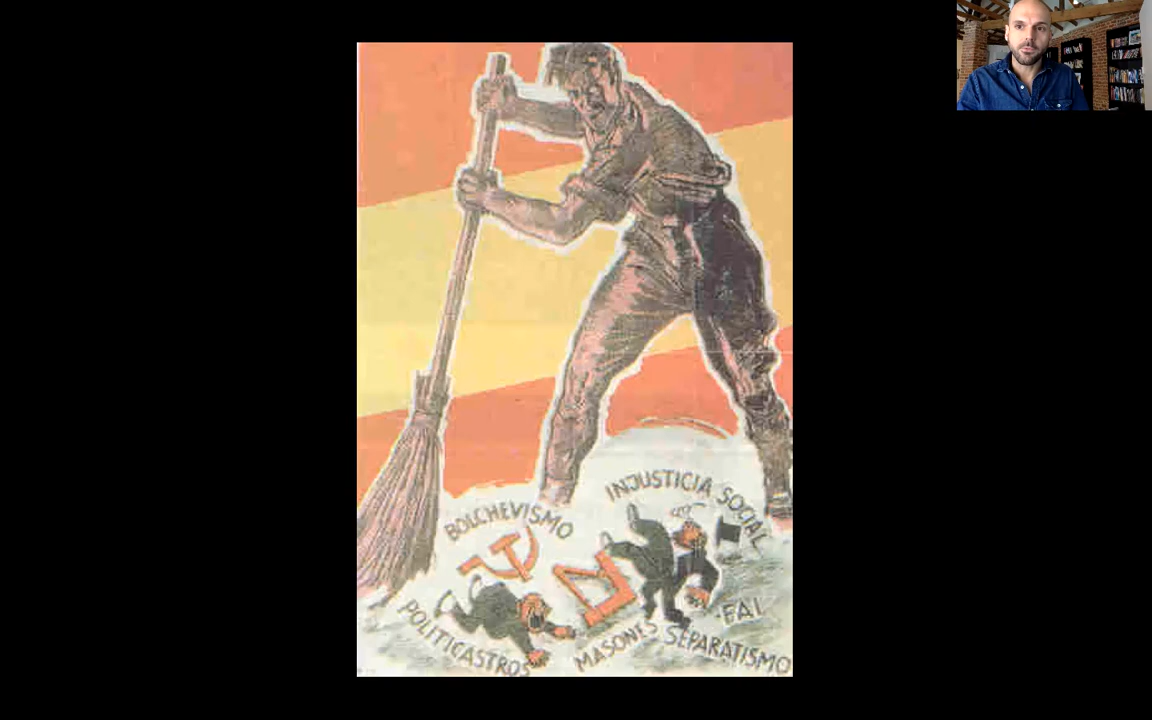 BOLCHEVISMO
INJUSTICIA SOCIAL
POLITICASTROS
MASONES
SEPARATISMO
FAI